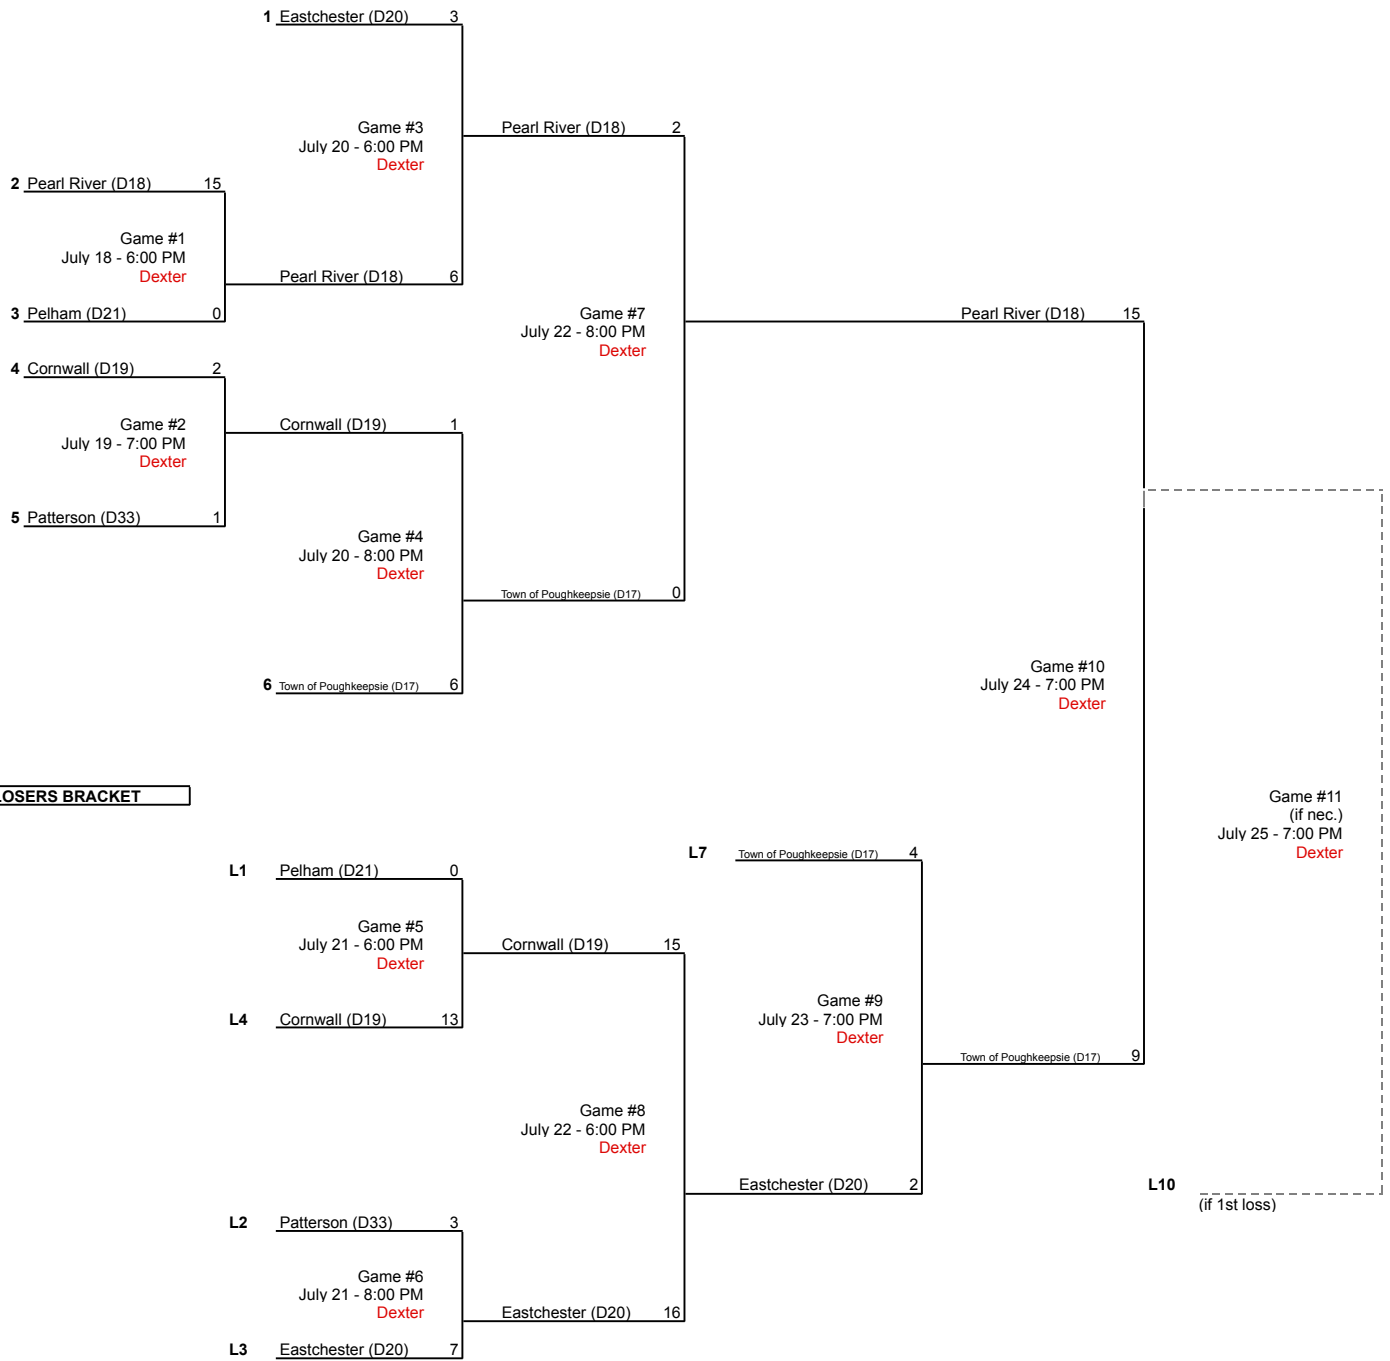 1 Eastchester (D20) 3
Game #3
July 20 - 6:00 PM
Dexter
Pearl River (D18) 2
2 Pearl River (D18) 15
Game #1
July 18 - 6:00 PM
Dexter
Pearl River (D18) 6
3 Pelham (D21) 0
Game #7
July 22 - 8:00 PM
Dexter
Pearl River (D18) 15
4 Cornwall (D19) 2
Game #2
July 19 - 7:00 PM
Dexter
Cornwall (D19) 1
5 Patterson (D33) 1
Game #4
July 20 - 8:00 PM
Dexter
Town of Poughkeepsie (D17) 0
6 Town of Poughkeepsie (D17) 6
Game #10
July 24 - 7:00 PM
Dexter
OSERS BRACKET
Game #11
(if nec.)
July 25 - 7:00 PM
Dexter
L1 Pelham (D21) 0
L7 Town of Poughkeepsie (D17) 4
Game #5
July 21 - 6:00 PM
Dexter
Cornwall (D19) 15
L4 Cornwall (D19) 13
Game #9
July 23 - 7:00 PM
Dexter
Town of Poughkeepsie (D17) 9
Game #8
July 22 - 6:00 PM
Dexter
Eastchester (D20) 2
L10
(if 1st loss)
L2 Patterson (D33) 3
Game #6
July 21 - 8:00 PM
Dexter
Eastchester (D20) 16
L3 Eastchester (D20) 7